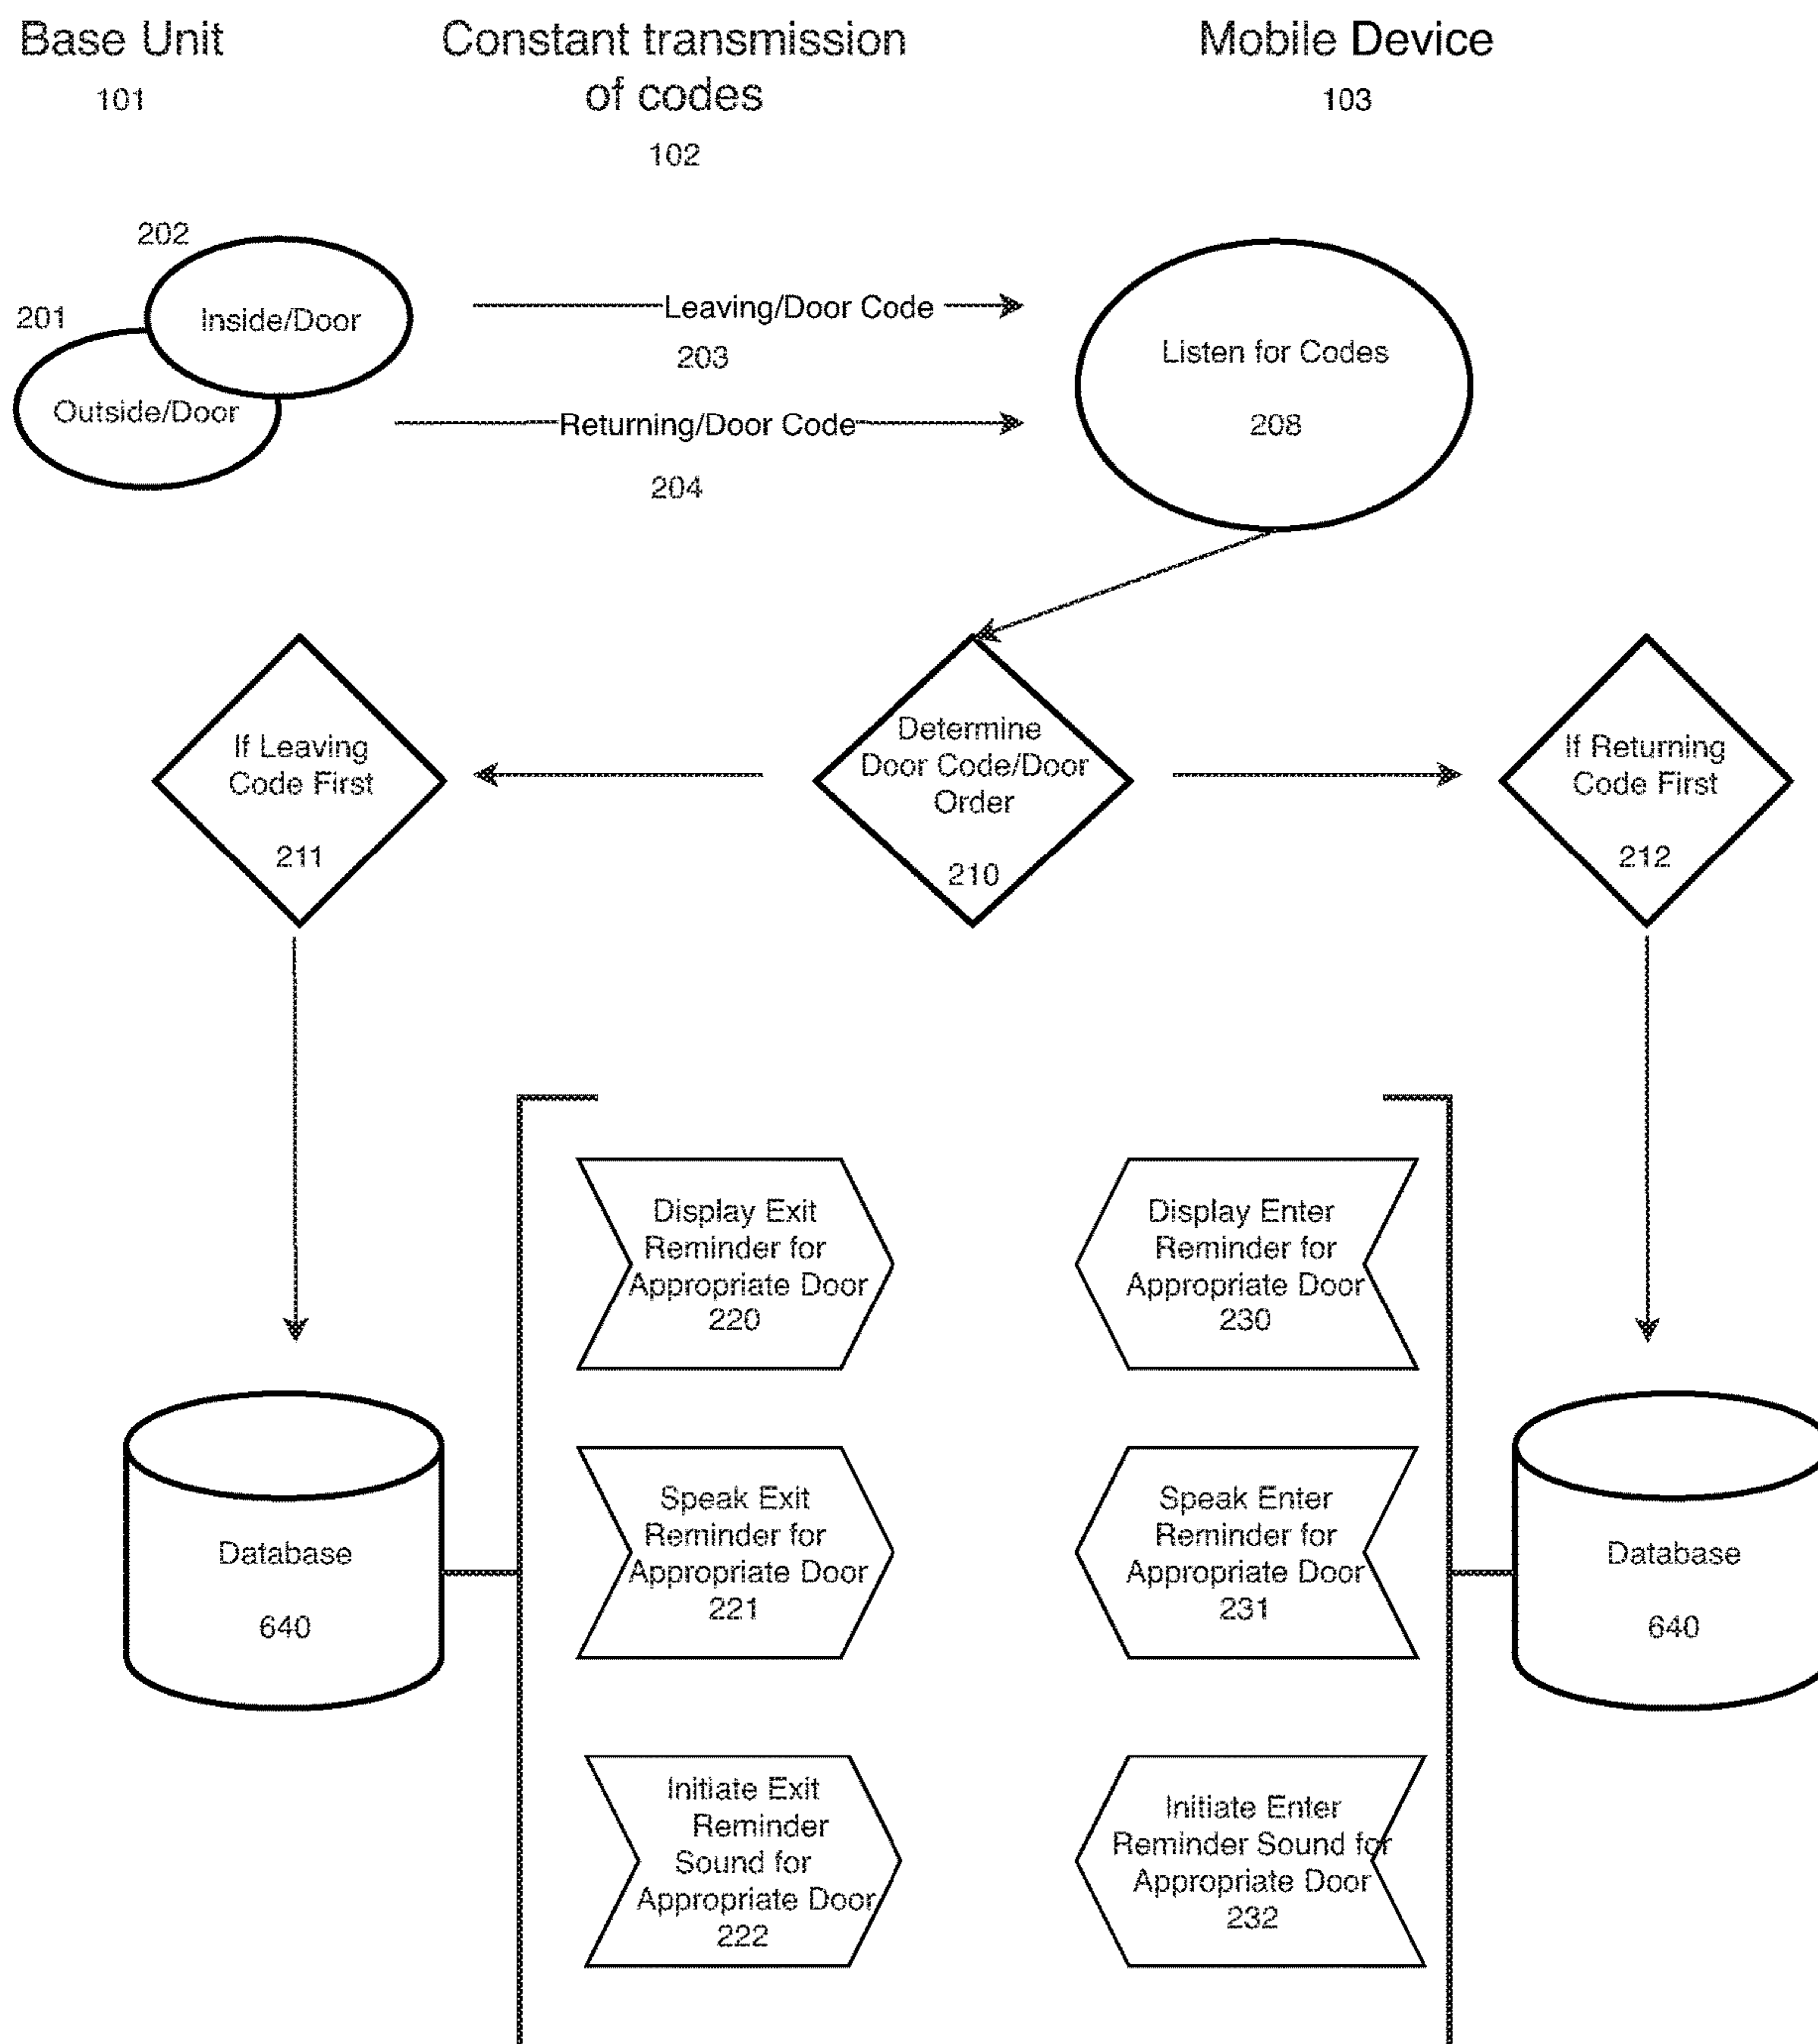 Base Unit
101
Constant transmission
of codes
102
Mobile Device
103
202
Inside/Door
201
Outside/Door
Leaving/Door Code
203
Returning/Door Code
204
Listen for Codes
208
If Leaving
Code First
211
Determine
Door Code/Door
Order
210
If Returning
Code First
212
Display Exit
Reminder for
Appropriate Door
220
Display Enter
Reminder for
Appropriate Door
230
Database
640
Speak Exit
Reminder for
Appropriate Door
221
Speak Enter
Reminder for
Appropriate Door
231
Database
640
Initiate Exit
Reminder
Sound for
Appropriate Door
222
Initiate Enter
Reminder Sound for
Appropriate Door
232